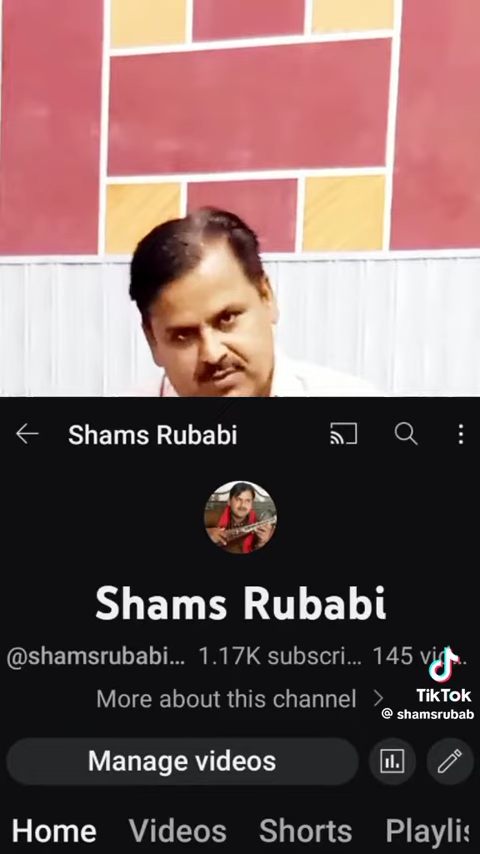 Shams Rubabi
Shams Rubabi
@shamsrubabi... 1.17K subscri... 145 vid...
More about this channel
TikTok
@ shamsrubab
Manage videos
Home Videos Shorts Playlis